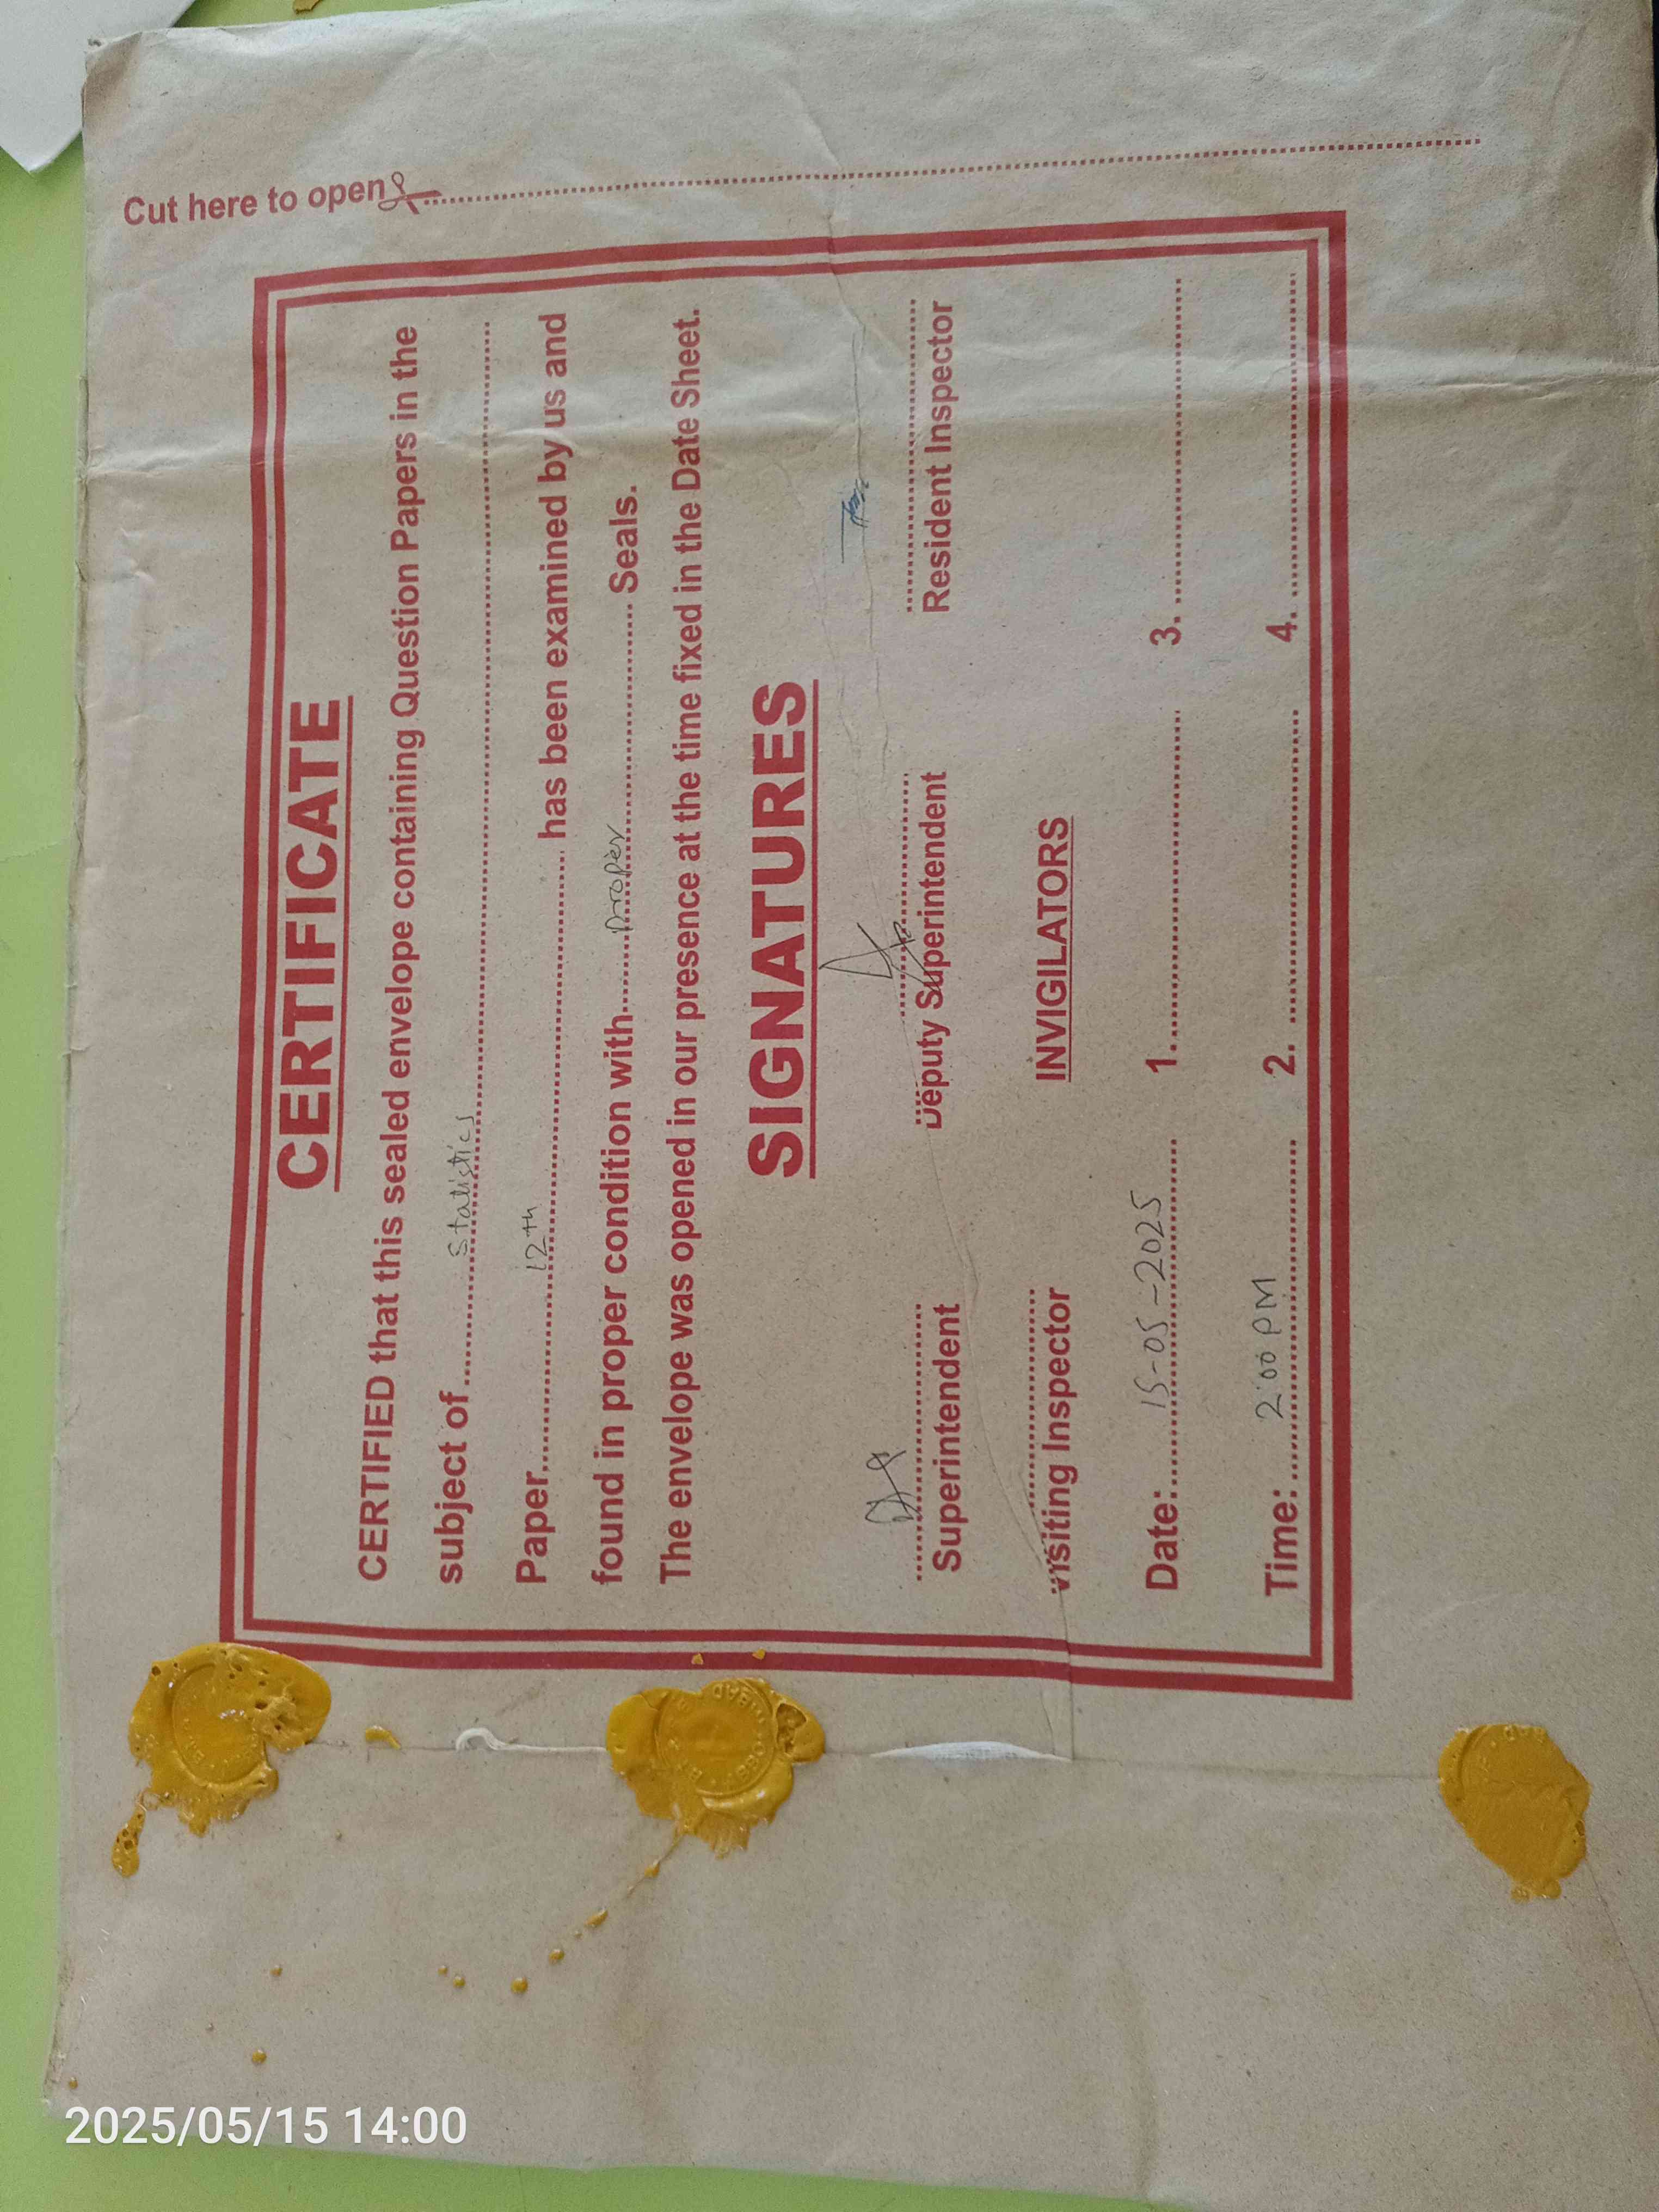 Cut here to open
CERTIFICATE
CERTIFIED that this sealed envelope containing Question Papers in the
subject of Statistics
Paper 12th has been examined by us and
found in proper condition with Proper Seals.
The envelope was opened in our presence at the time fixed in the Date Sheet.
SIGNATURES
Superintendent Deputy Superintendent Resident Inspector
Visiting Inspector INVIGILATORS
Date: 15-05-2025 1. 3.
Time: 2:00 PM 2. 4.
2025/05/15 14:00